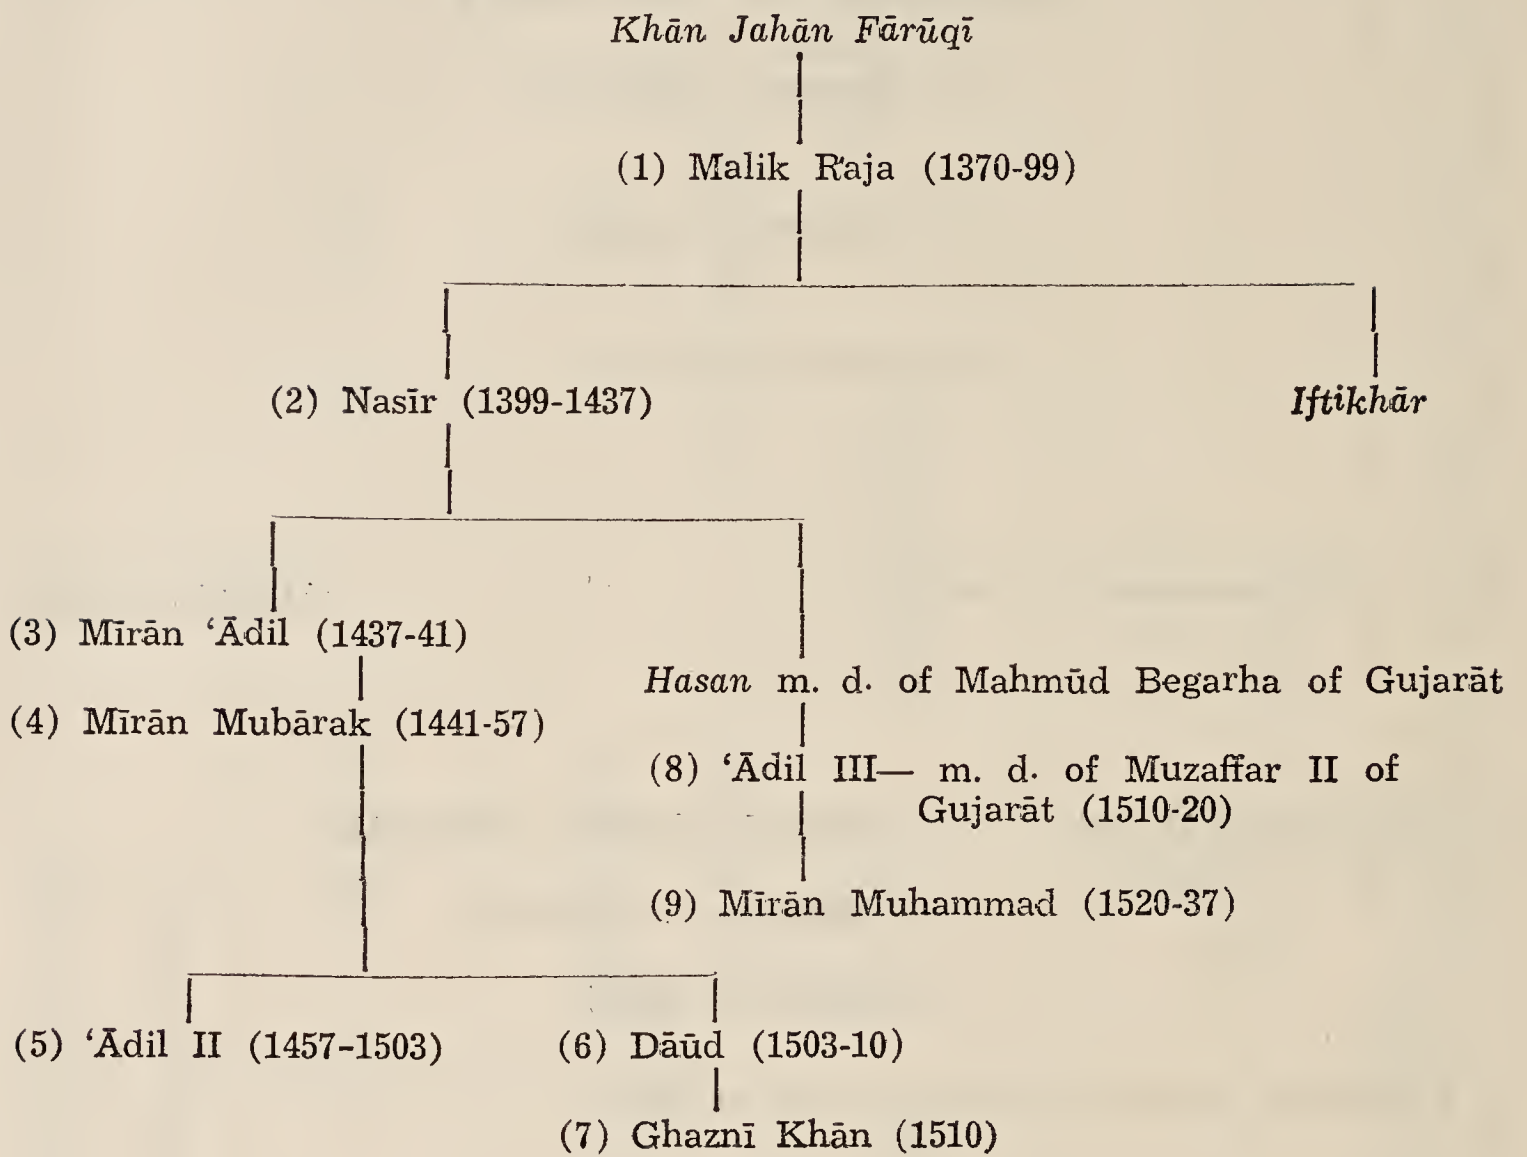 Khān Jahān Fārūqī
(1) Malik Raja (1370-99)
(2) Nasīr (1399-1437)
Iftikhār
(3) Mīrān ‘Ādil (1437-41)
Hasan m. d. of Mahmūd Begarha of Gujarāt
(4) Mīrān Mubārak (1441-57)
(8) ‘Ādil III— m. d. of Muzaffar II of
Gujarāt (1510-20)
(9) Mīrān Muhammad (1520-37)
(5) ‘Ādil II (1457-1503)
(6) Dāūd (1503-10)
(7) Ghaznī Khān (1510)